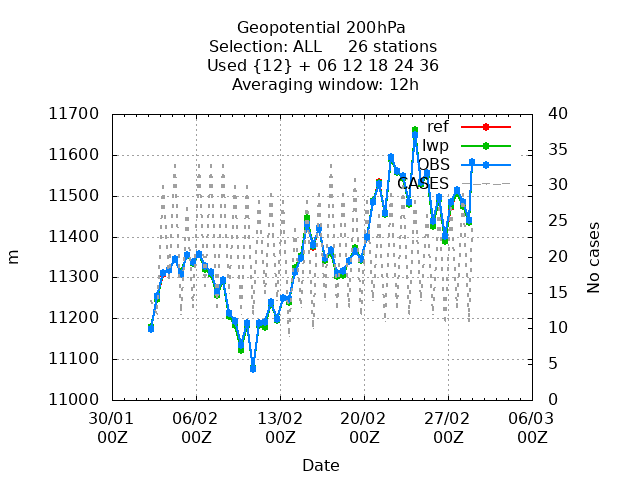 Geopotential 200hPa
Selection: ALL 26 stations
Used {12} + 06 12 18 24 36
Averaging window: 12h
11700
11600
11500
11400
11300
11200
11100
11000
m
40
35
30
25
20
15
10
5
0
No cases
ref
lwp
OBS
CASES
30/01 06/02 13/02 20/02 27/02 06/03
00Z 00Z 00Z 00Z 00Z 00Z
Date